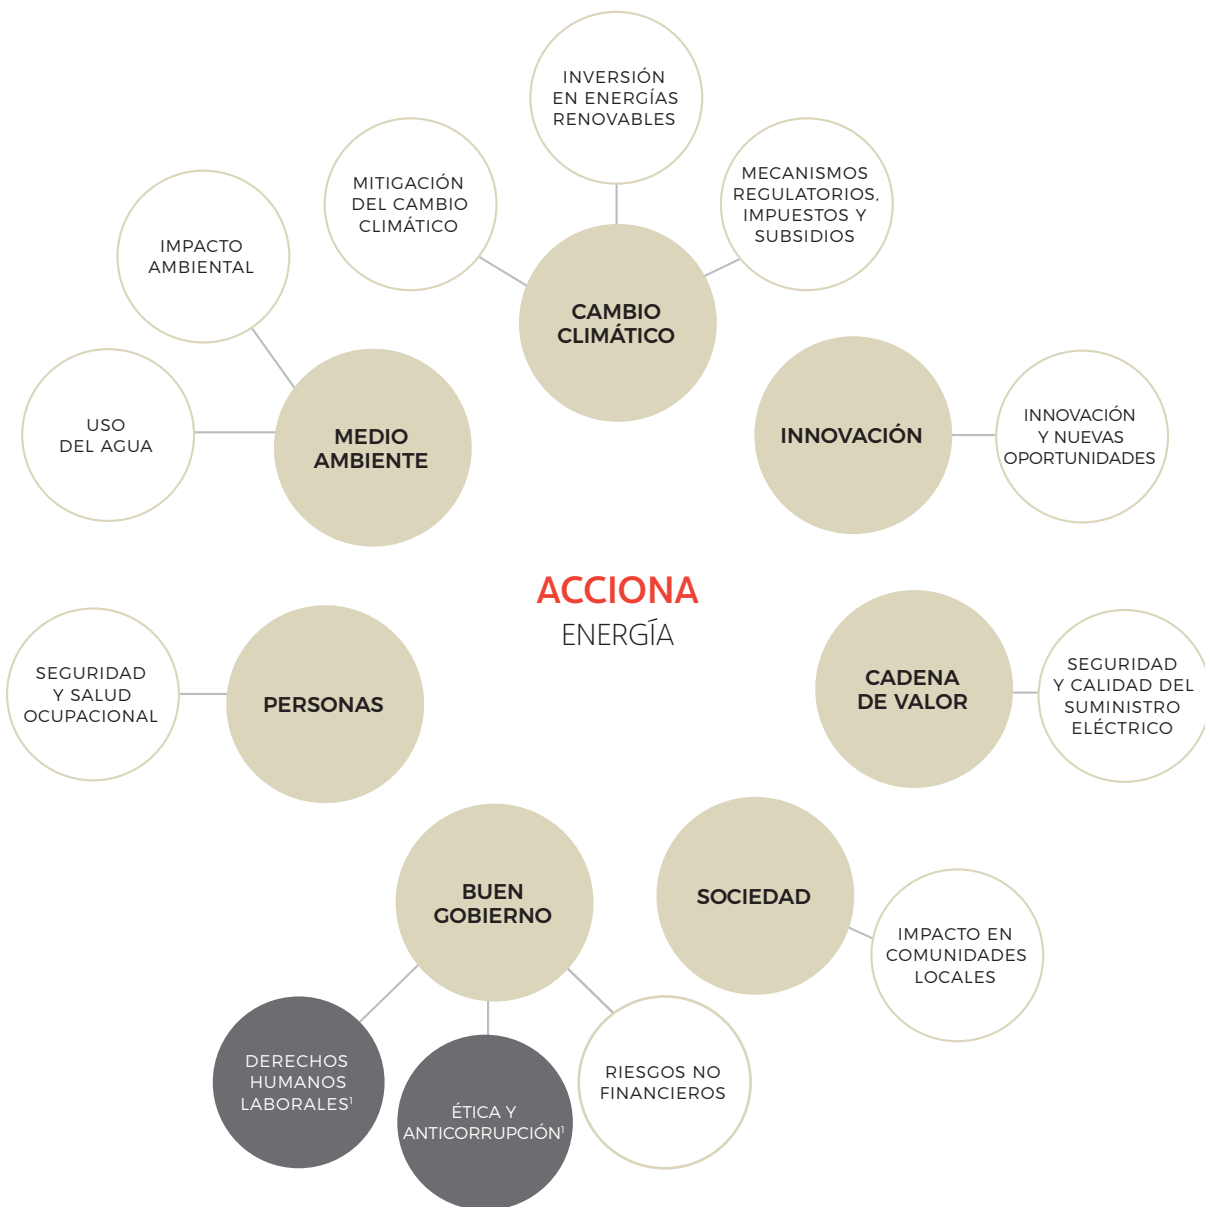 INVERSIÓN
EN ENERGÍAS
RENOVABLES
MITIGACIÓN
DEL CAMBIO
CLIMÁTICO
MECANISMOS
REGULATORIOS,
IMPUESTOS Y
SUBSIDIOS
IMPACTO
AMBIENTAL
CAMBIO
CLIMÁTICO
USO
DEL AGUA
MEDIO
AMBIENTE
INNOVACIÓN
INNOVACIÓN
Y NUEVAS
OPORTUNIDADES
ACCIONA
ENERGÍA
SEGURIDAD
Y SALUD
OCUPACIONAL
PERSONAS
CADENA
DE VALOR
SEGURIDAD
Y CALIDAD DEL
SUMINISTRO
ELÉCTRICO
BUEN
GOBIERNO
SOCIEDAD
IMPACTO EN
COMUNIDADES
LOCALES
DERECHOS
HUMANOS
LABORALES¹
ÉTICA Y
ANTICORRUPCIÓN¹
RIESGOS NO
FINANCIEROS